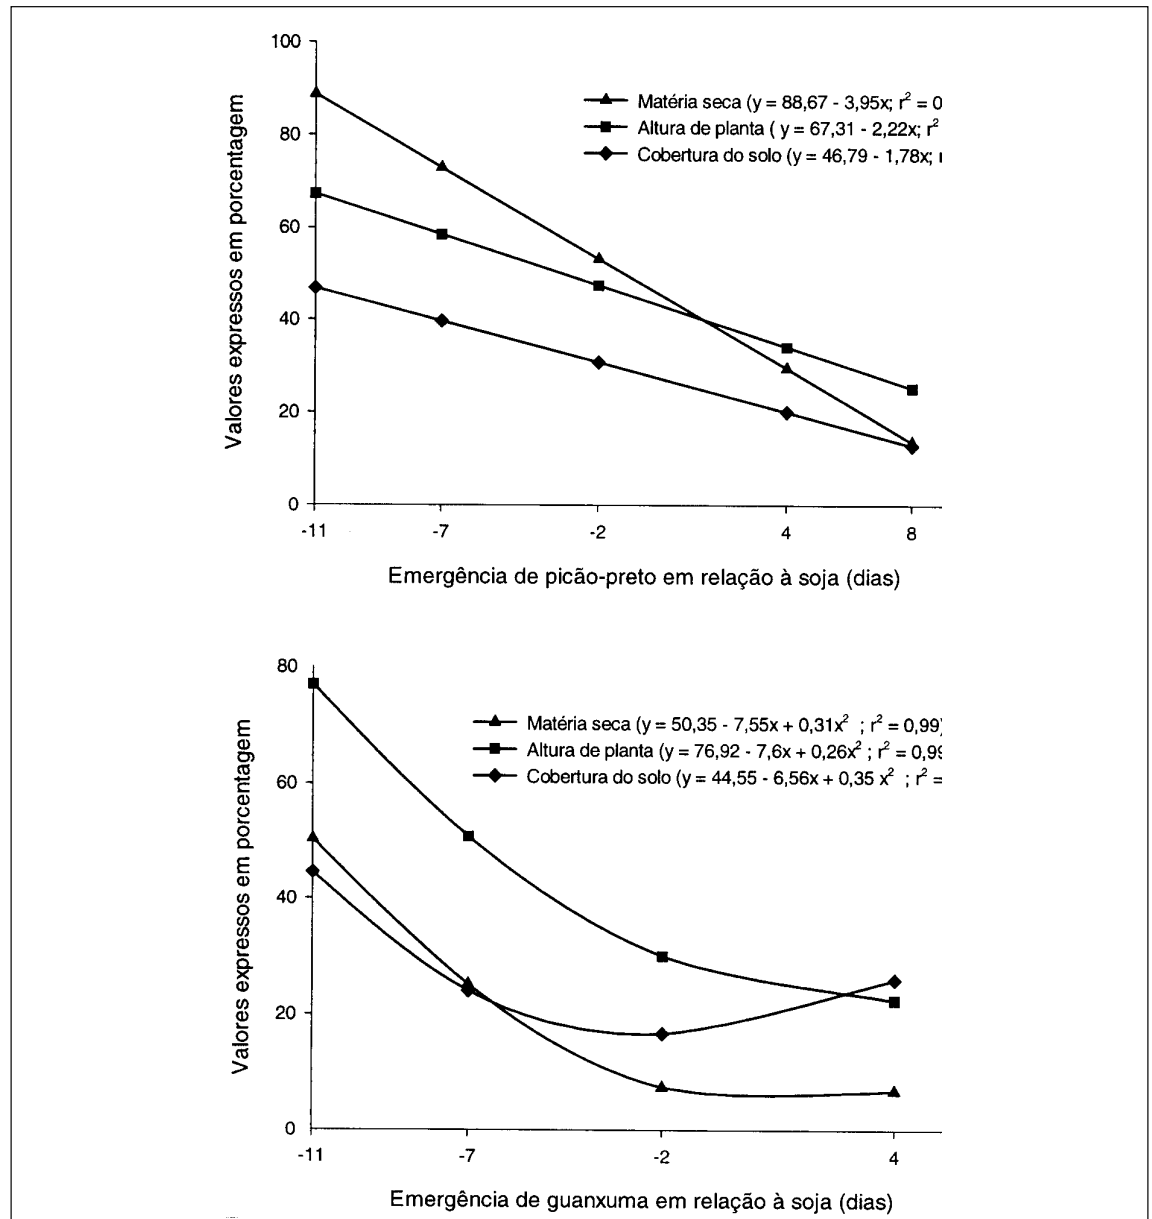 100
80
60
40
20
0
Valores expressos em porcentagem
Matéria seca (y = 88,67 - 3,95x; r² = 0
Altura de planta ( y = 67,31 - 2,22x; r²
Cobertura do solo (y = 46,79 - 1,78x; r
-11 -7 -2 4 8
Emergência de picão-preto em relação à soja (dias)
80
60
40
20
0
Valores expressos em porcentagem
Matéria seca (y = 50,35 - 7,55x + 0,31x² ; r² = 0,99)
Altura de planta (y = 76,92 - 7,6x + 0,26x² ; r² = 0,99
Cobertura do solo (y = 44,55 - 6,56x + 0,35 x² ; r² =
-11 -7 -2 4
Emergência de guanxuma em relação à soja (dias)